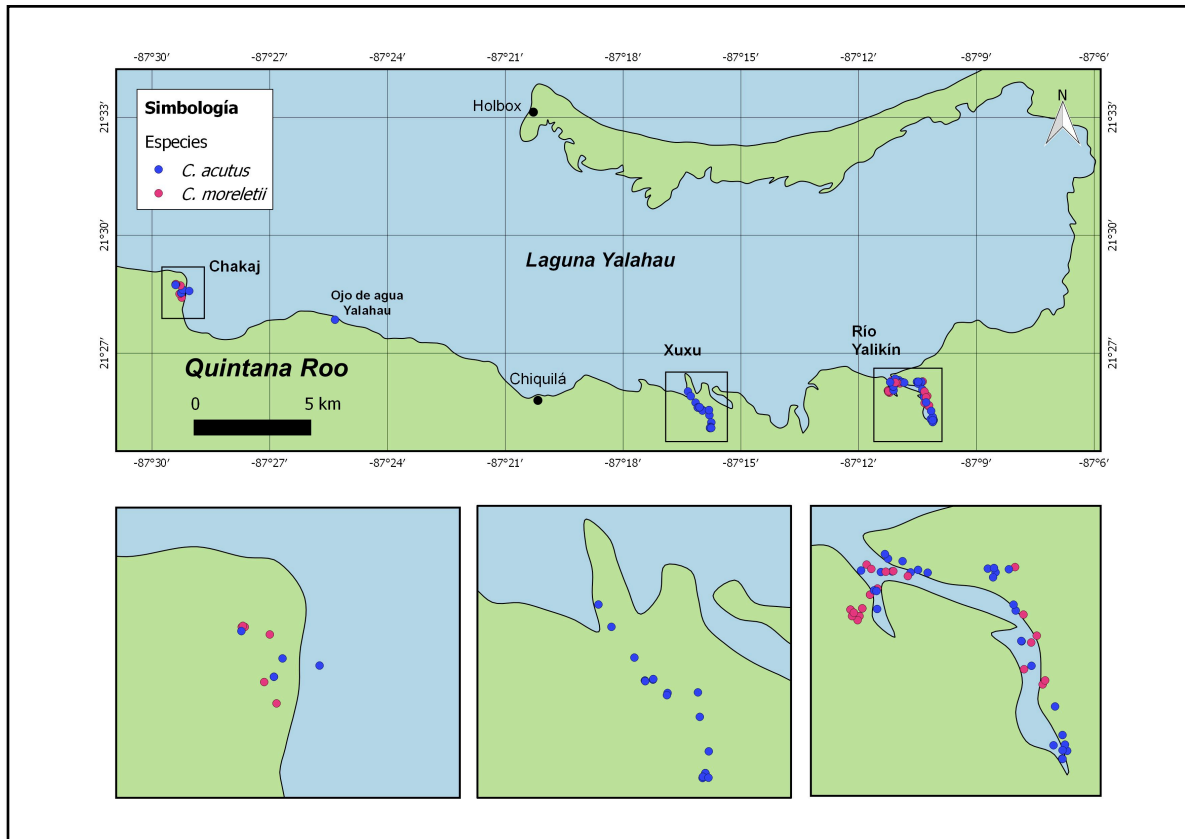 -87°30′ -87°27′ -87°24′ -87°21′ -87°18′ -87°15′ -87°12′ -87°9′ -87°6′
Simbología
Especies
C. acutus
C. moreletii
Holbox
N
21°33′ 21°33′
21°30′ 21°30′
21°27′ 21°27′
Laguna Yalahau
Chakaj
Ojo de agua
Yalahau
Río
Yalikín
Xuxu
Quintana Roo
Chiquilá
0 5 km
-87°30′ -87°27′ -87°24′ -87°21′ -87°18′ -87°15′ -87°12′ -87°9′ -87°6′